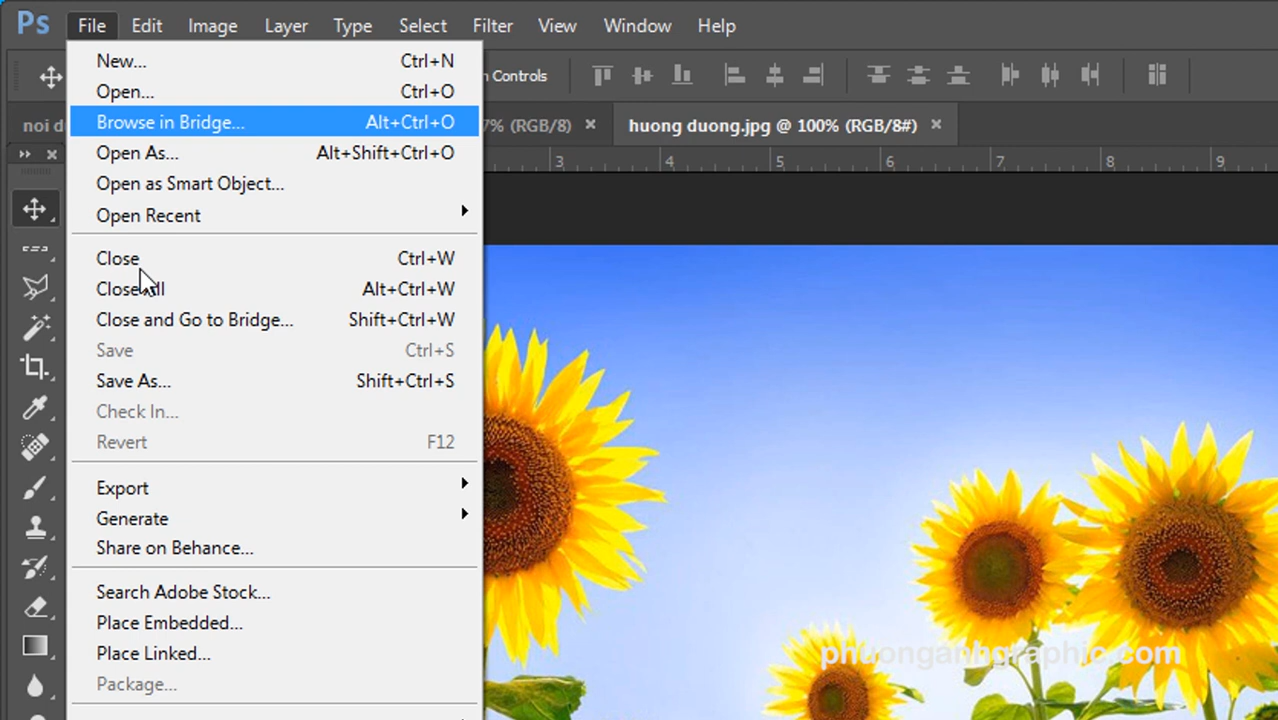 Ps File Edit Image Layer Type Select Filter View Window Help
New... Ctrl+N
Controls
Open... Ctrl+O
Browse in Bridge... Alt+Ctrl+O
noi 7% (RGB/8) × huong duong.jpg @ 100% (RGB/8#) ×
Open As... Alt+Shift+Ctrl+O
3 4 5 6 7 8 9
Open as Smart Object...
Open Recent
Close Ctrl+W
Close All Alt+Ctrl+W
Close and Go to Bridge... Shift+Ctrl+W
Save Ctrl+S
Save As... Shift+Ctrl+S
Check In...
Revert F12
Export
Generate
Share on Behance...
Search Adobe Stock...
Place Embedded...
Place Linked...
Package...
phuonganhgraphic.com